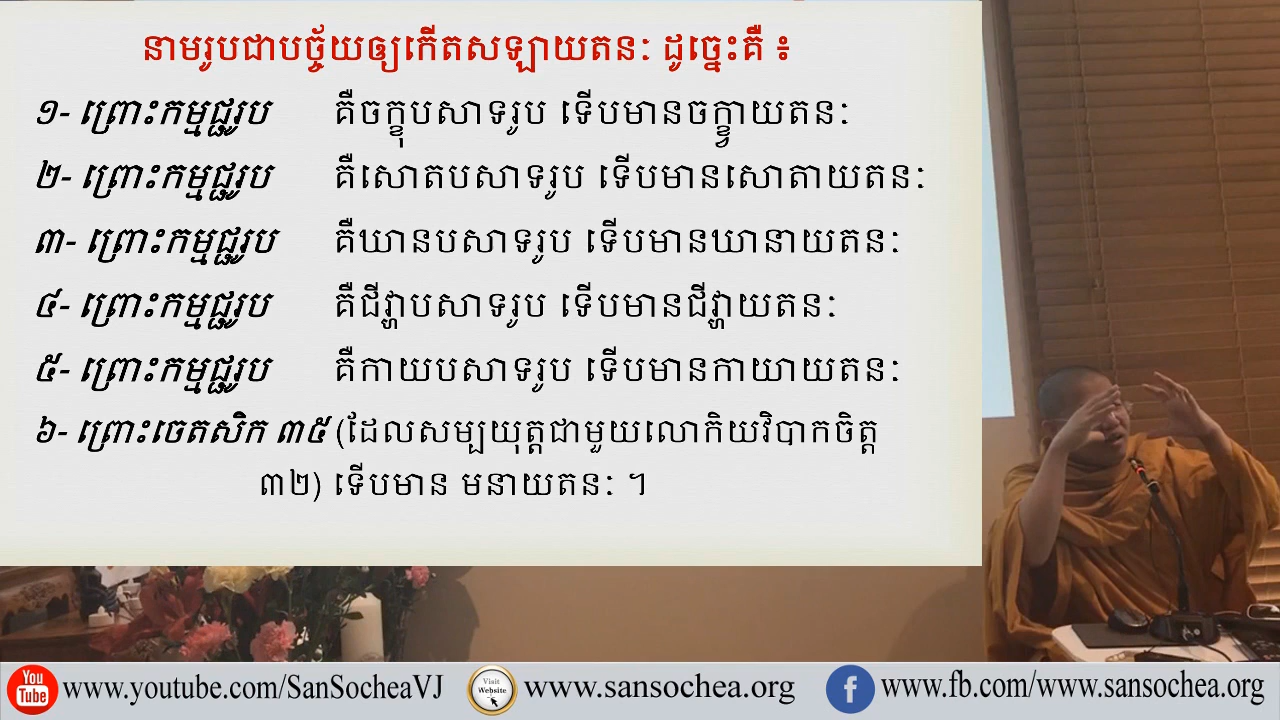 នាមរូបជាបច្ច័យឲ្យកើតសឡាយតនៈ ដូច្នេះគឺ ៖
១- ព្រោះកម្មជ្ជរូប គឺចក្ខុបសាទរូប ទើបមានចក្ខ្វាយតនៈ
២- ព្រោះកម្មជ្ជរូប គឺសោតបសាទរូប ទើបមានសោតាយតនៈ
៣- ព្រោះកម្មជ្ជរូប គឺឃានបសាទរូប ទើបមានឃានាយតនៈ
៤- ព្រោះកម្មជ្ជរូប គឺជីវ្ហាបសាទរូប ទើបមានជីវ្ហាយតនៈ
៥- ព្រោះកម្មជ្ជរូប គឺកាយបសាទរូប ទើបមានកាយាយតនៈ
៦- ព្រោះចេតសិក ៣៥ (ដែលសម្បយុត្តជាមួយលោកិយវិបាកចិត្ត
៣២) ទើបមាន មនាយតនៈ ។
You Tube www.youtube.com/SanSocheaVJ Visit Website www.sansochea.org www.fb.com/www.sansochea.org